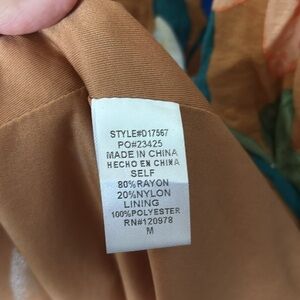 STYLE#D17567
PO#23425
MADE IN CHINA
HECHO EN CHINA
SELF
80%RAYON
20%NYLON
LINING
100%POLYESTER
RN#120978
M